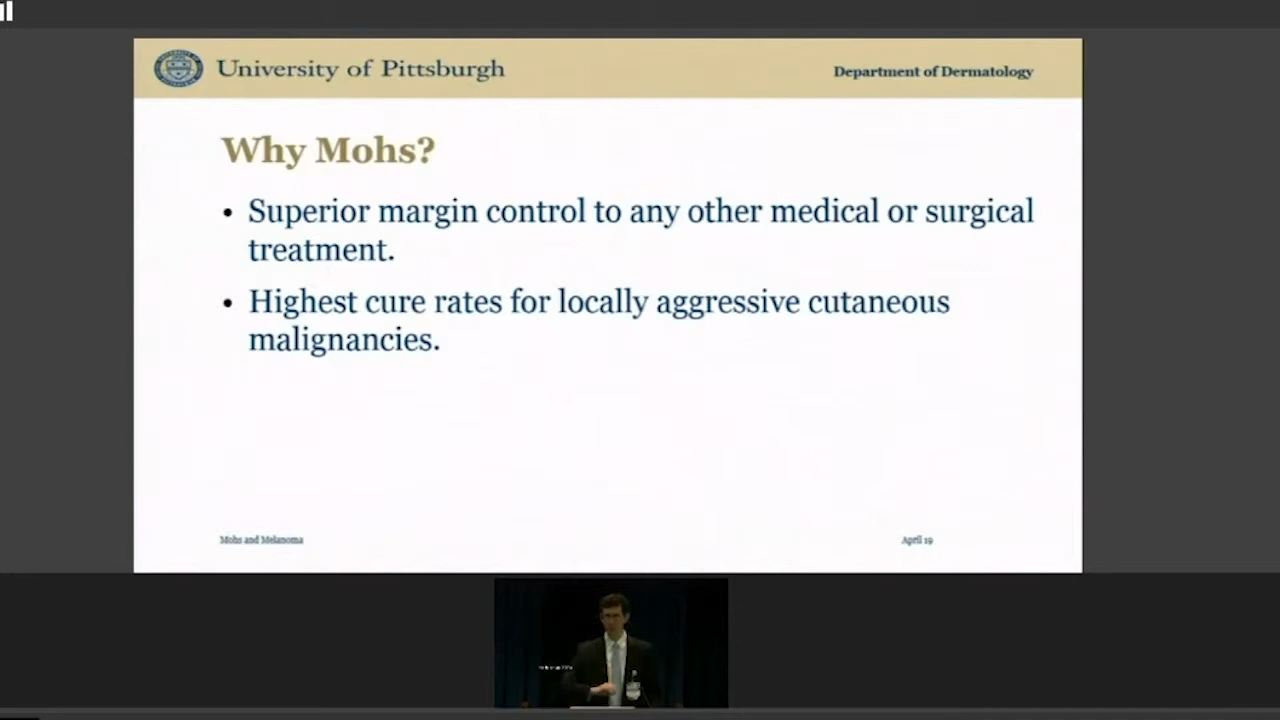 University of Pittsburgh
Department of Dermatology
Why Mohs?
• Superior margin control to any other medical or surgical
treatment.
• Highest cure rates for locally aggressive cutaneous
malignancies.
Mohs and Melanoma
April 19